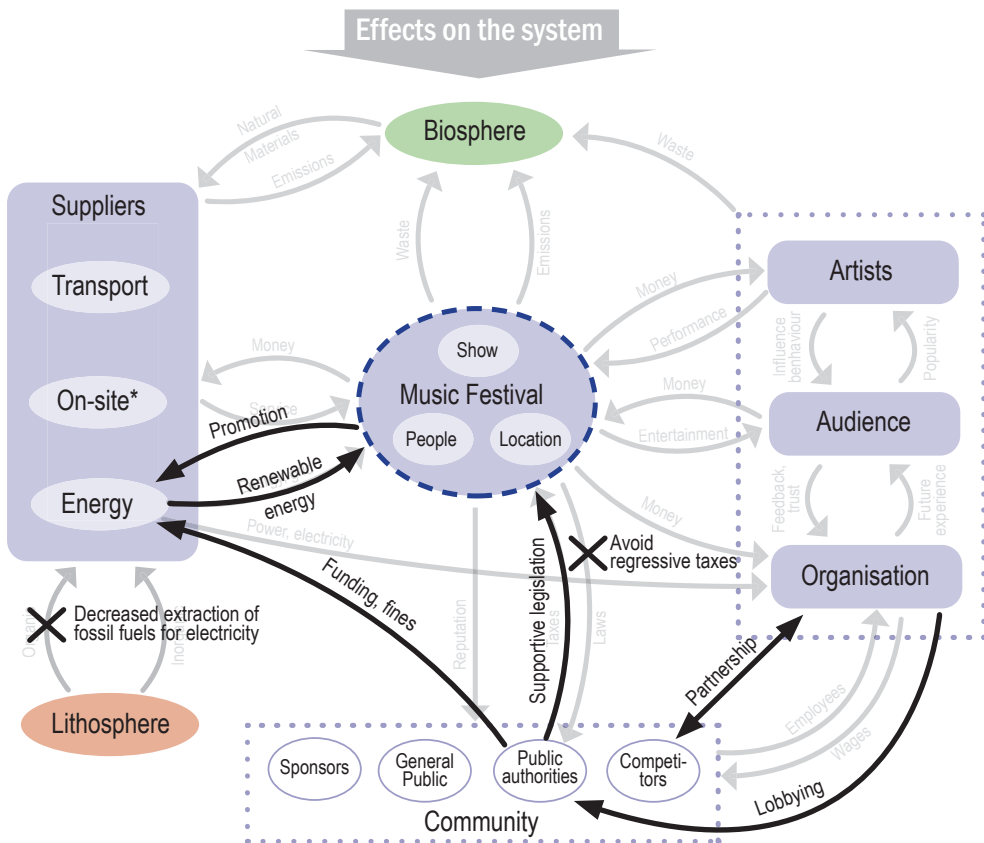 Effects on the system
Biosphere
Natural
Materials
Emissions
Waste
Waste
Emissions
Suppliers
Transport
On-site*
Energy
Money
Service
Promotion
Renewable
energy
Power, electricity
Show
Music Festival
People
Location
Money
Performance
Money
Entertainment
Money
Artists
Influence
benhaviour
Popularity
Audience
Feedback,
trust
Future
experience
Organisation
Avoid
regressive taxes
Supportive legislation
Taxes
Laws
Funding, fines
Reputation
Decreased extraction of
fossil fuels for electricity
Lithosphere
Partnership
Employees
Wages
Lobbying
Sponsors
General
Public
Public
authorities
Competi-
tors
Community